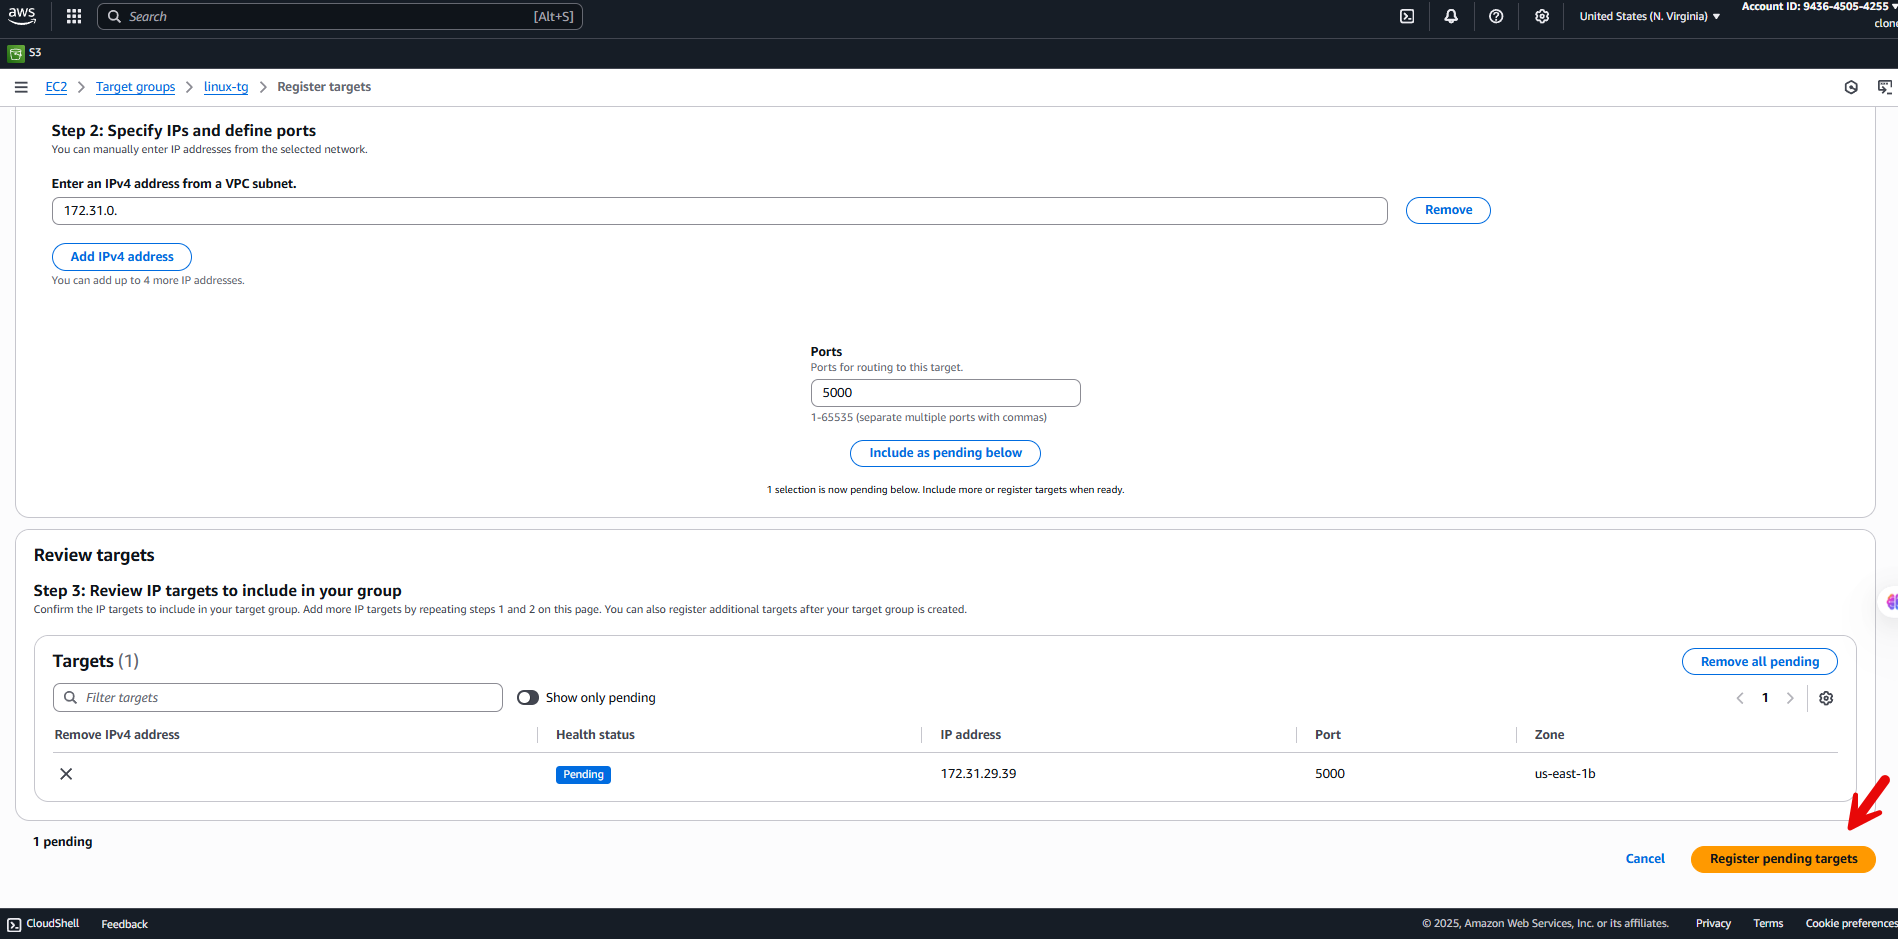 aws
Search
[Alt+S]
United States (N. Virginia)
Account ID: 9436-4505-4255
S3
EC2 > Target groups > linux-tg > Register targets
Step 2: Specify IPs and define ports
You can manually enter IP addresses from the selected network.
Enter an IPv4 address from a VPC subnet.
172.31.0.
Remove
Add IPv4 address
You can add up to 4 more IP addresses.
Ports
Ports for routing to this target.
5000
1-65535 (separate multiple ports with commas)
Include as pending below
1 selection is now pending below. Include more or register targets when ready.
Review targets
Step 3: Review IP targets to include in your group
Confirm the IP targets to include in your target group. Add more IP targets by repeating steps 1 and 2 on this page. You can also register additional targets after your target group is created.
Targets (1)
Remove all pending
Filter targets
Show only pending
1
Remove IPv4 address Health status IP address Port Zone
Pending 172.31.29.39 5000 us-east-1b
1 pending
Cancel
Register pending targets
CloudShell Feedback
© 2025, Amazon Web Services, Inc. or its affiliates. Privacy Terms Cookie preferences